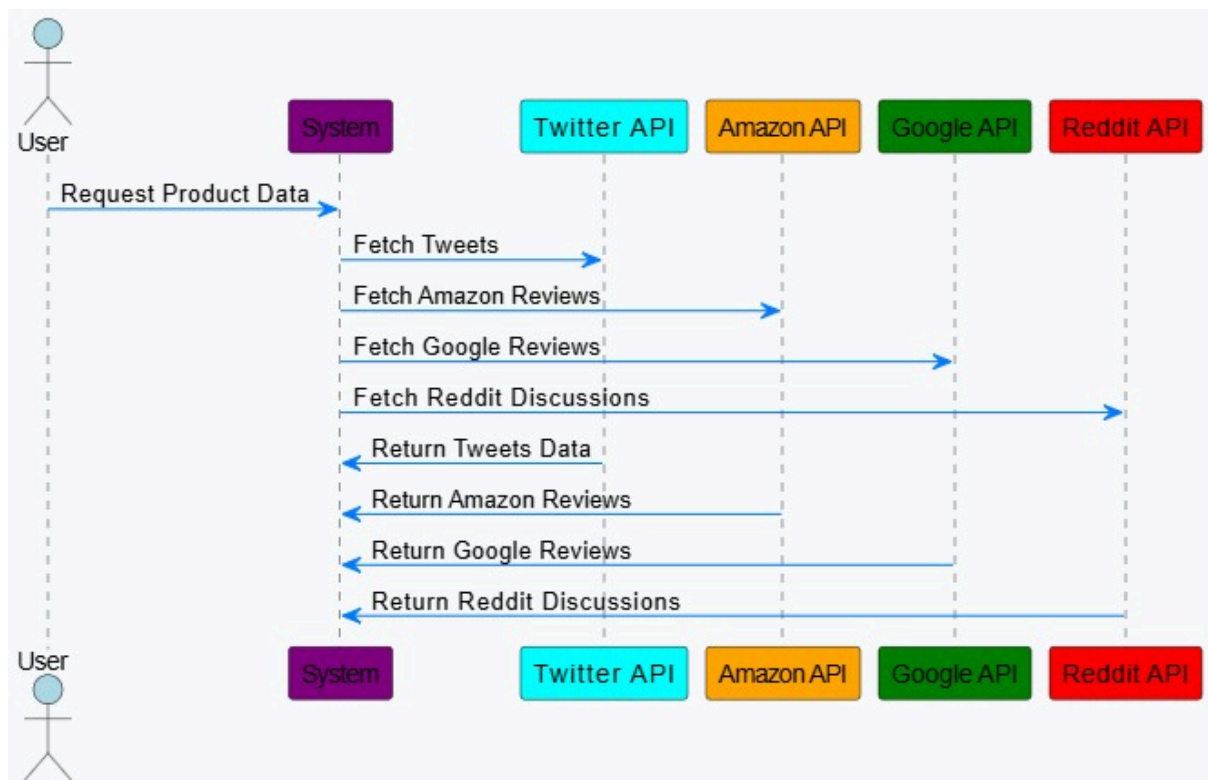 User
System
Twitter API
Amazon API
Google API
Reddit API
Request Product Data
Fetch Tweets
Fetch Amazon Reviews
Fetch Google Reviews
Fetch Reddit Discussions
Return Tweets Data
Return Amazon Reviews
Return Google Reviews
Return Reddit Discussions
User
System
Twitter API
Amazon API
Google API
Reddit API